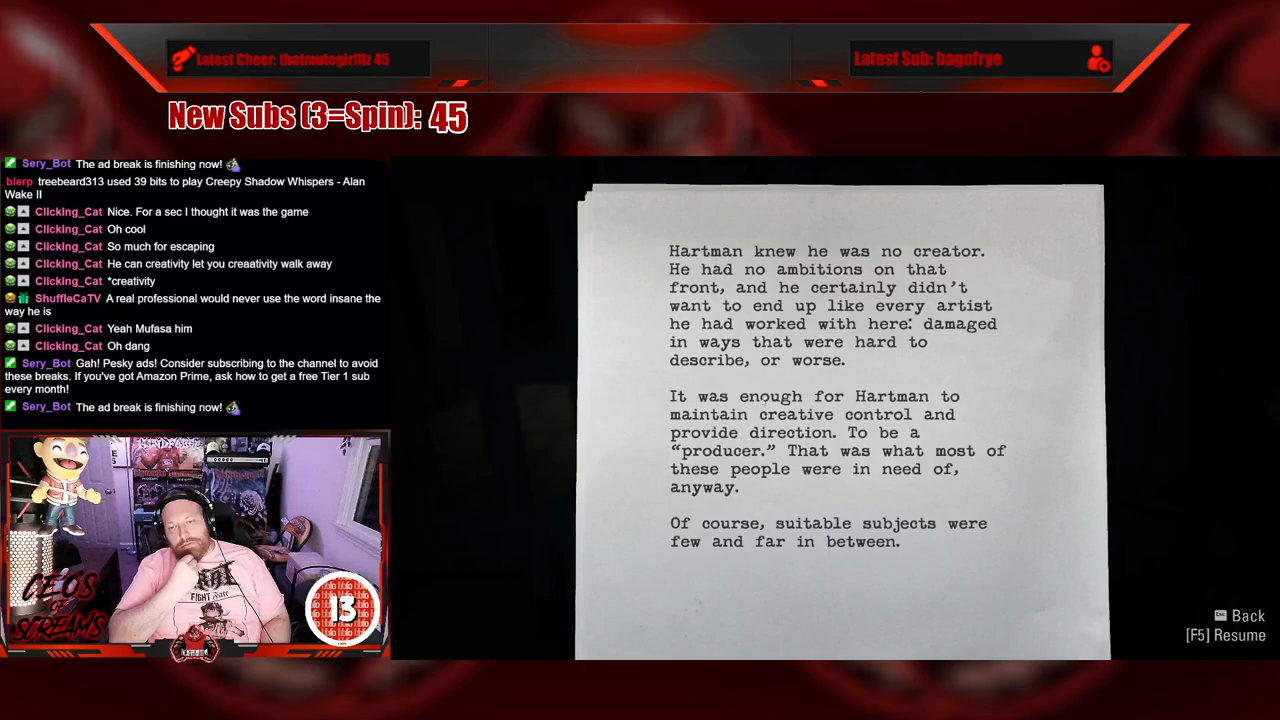 Latest Cheer: thatmutegirlliz 45
Latest Sub: bagofrye
New Subs (3=Spin): 45
Sery_Bot The ad break is finishing now!
blerp treebeard313 used 39 bits to play Creepy Shadow Whispers - Alan
Wake II
Clicking_Cat Nice. For a sec I thought it was the game
Clicking_Cat Oh cool
Clicking_Cat So much for escaping
Clicking_Cat He can creativity let you creaativity walk away
Clicking_Cat *creativity
ShuffleCaTV A real professional would never use the word insane the
way he is
Clicking_Cat Yeah Mufasa him
Clicking_Cat Oh dang
Sery_Bot Gah! Pesky ads! Consider subscribing to the channel to avoid
these breaks. If you've got Amazon Prime, ask how to get a free Tier 1 sub
every month!
Sery_Bot The ad break is finishing now!
CEOS
OF
SCREAMS
FIGHT
13
Hartman knew he was no creator.
He had no ambitions on that
front, and he certainly didn't
want to end up like every artist
he had worked with here: damaged
in ways that were hard to
describe, or worse.
It was enough for Hartman to
maintain creative control and
provide direction. To be a
“producer.” That was what most of
these people were in need of,
anyway.
Of course, suitable subjects were
few and far in between.
Esc Back
[F5] Resume